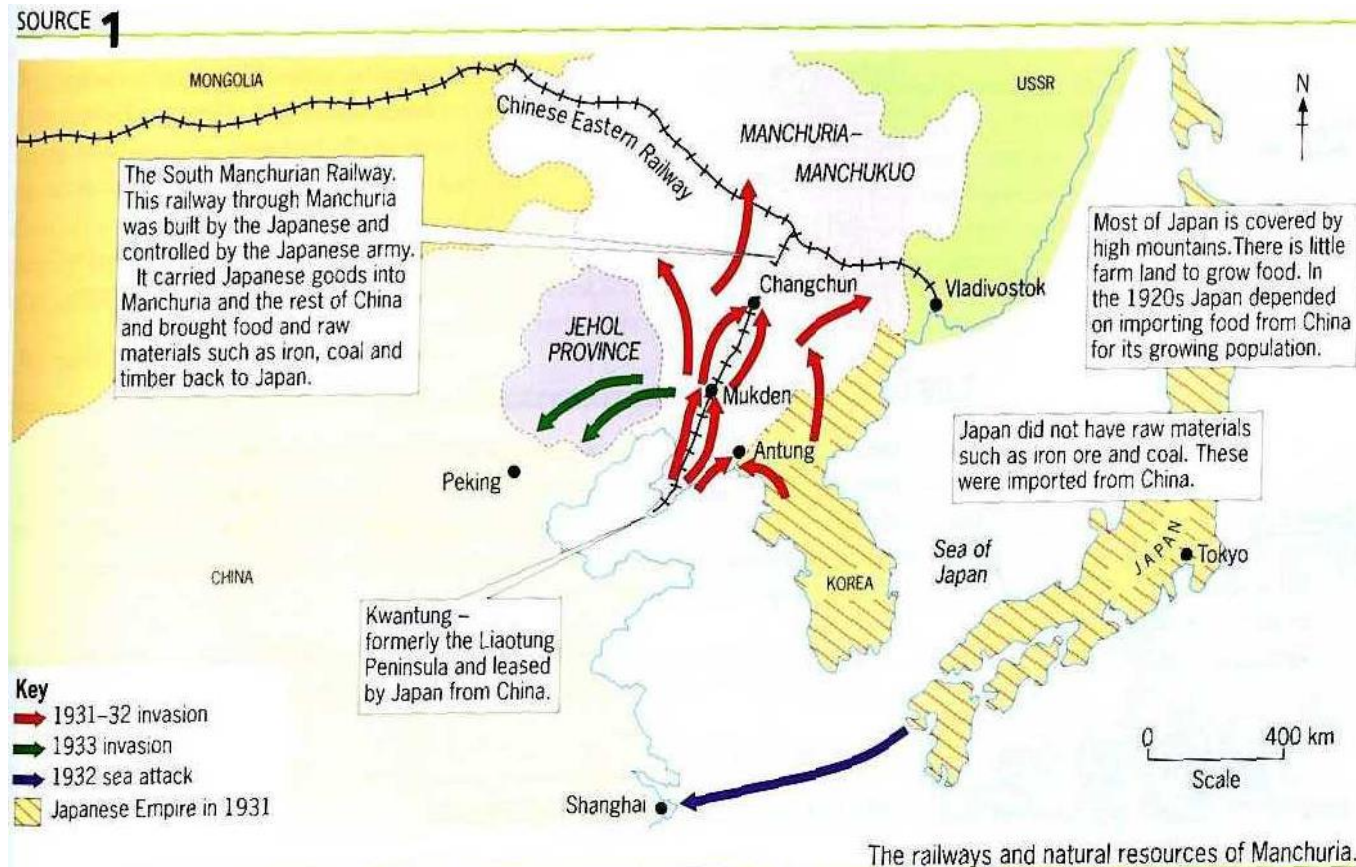 SOURCE 1
MONGOLIA
USSR
N
Chinese Eastern Railway
MANCHURIA–
MANCHUKUO
The South Manchurian Railway.
This railway through Manchuria
was built by the Japanese and
controlled by the Japanese army.
It carried Japanese goods into
Manchuria and the rest of China
and brought food and raw
materials such as iron, coal and
timber back to Japan.
Most of Japan is covered by
high mountains. There is little
farm land to grow food. In
the 1920s Japan depended
on importing food from China
for its growing population.
Changchun
Vladivostok
JEHOL
PROVINCE
Mukden
Antung
Japan did not have raw materials
such as iron ore and coal. These
were imported from China.
Peking
Sea of
Japan
JAPAN
Tokyo
CHINA
KOREA
Kwantung –
formerly the Liaotung
Peninsula and leased
by Japan from China.
Key
1931–32 invasion
1933 invasion
1932 sea attack
Japanese Empire in 1931
0 400 km
Scale
Shanghai
The railways and natural resources of Manchuria.